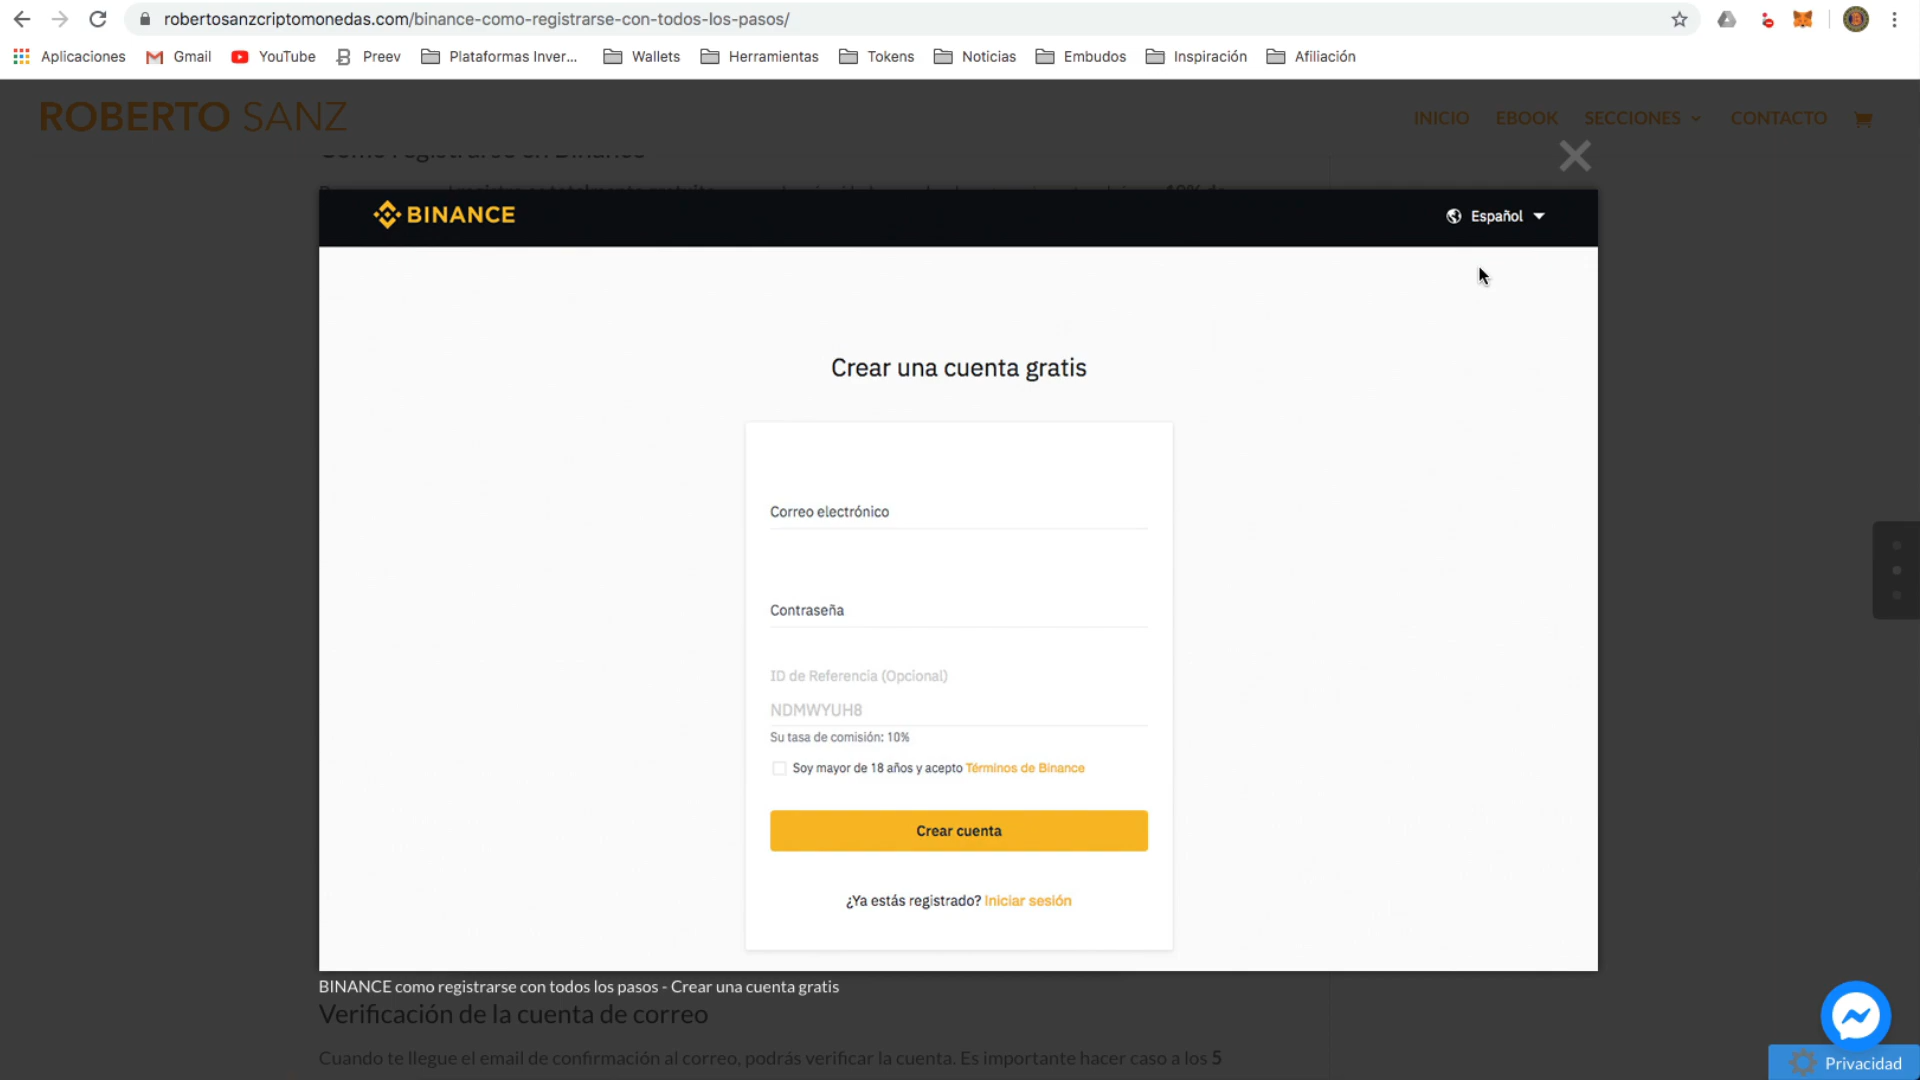 robertosanzcriptomonedas.com/binance-como-registrarse-con-todos-los-pasos/
Aplicaciones Gmail YouTube Preev Plataformas Inver... Wallets Herramientas Tokens Noticias Embudos Inspiración Afiliación
ROBERTO SANZ
INICIO EBOOK SECCIONES CONTACTO
Como registrarse en Binance
BINANCE
Español
Crear una cuenta gratis
Correo electrónico
Contraseña
ID de Referencia (Opcional)
NDMWYUH8
Su tasa de comisión: 10%
Soy mayor de 18 años y acepto Términos de Binance
Crear cuenta
¿Ya estás registrado? Iniciar sesión
BINANCE como registrarse con todos los pasos - Crear una cuenta gratis
Verificación de la cuenta de correo
Cuando te llegue el email de confirmación al correo, podrás verificar la cuenta. Es importante hacer caso a los 5
Privacidad